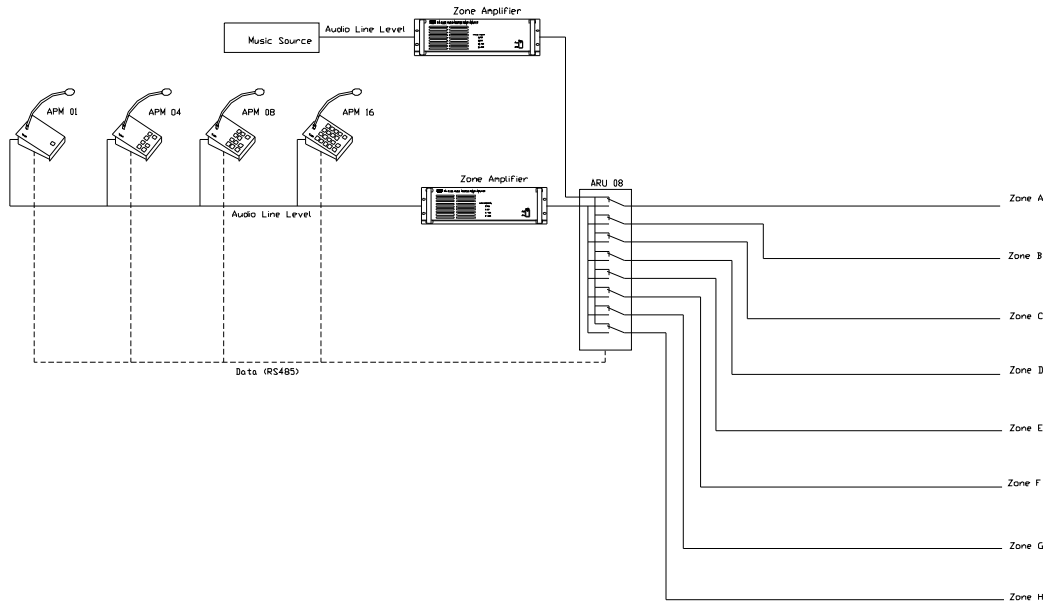 Zone Amplifier
Audio Line Level
Music Source
APM 01
APM 04
APM 08
APM 16
Zone Amplifier
ARU 08
Audio Line Level
Data (RS485)
Zone A
Zone B
Zone C
Zone D
Zone E
Zone F
Zone G
Zone H